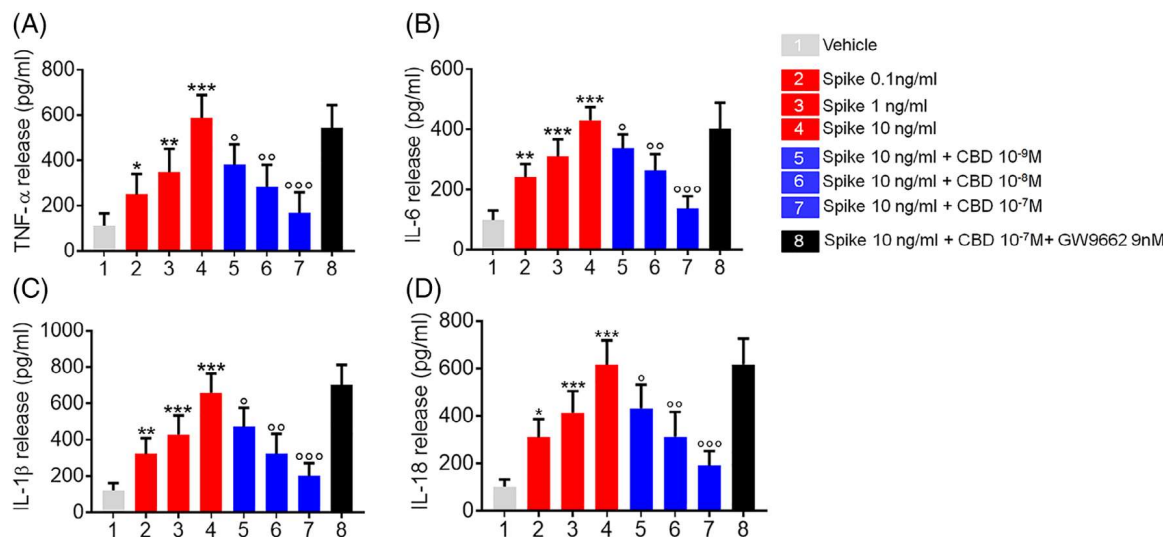 (A)
TNF-α release (pg/ml)
800
600
400
200
0
* ** *** ° °° °°°
1 2 3 4 5 6 7 8
(B)
IL-6 release (pg/ml)
600
400
200
0
** *** *** ° °° °°°
1 2 3 4 5 6 7 8
1 Vehicle
2 Spike 0.1ng/ml
3 Spike 1 ng/ml
4 Spike 10 ng/ml
5 Spike 10 ng/ml + CBD 10⁻⁹M
6 Spike 10 ng/ml + CBD 10⁻⁸M
7 Spike 10 ng/ml + CBD 10⁻⁷M
8 Spike 10 ng/ml + CBD 10⁻⁷M+ GW9662 9nM
(C)
IL-1β release (pg/ml)
1000
800
600
400
200
0
** *** *** ° °° °°°
1 2 3 4 5 6 7 8
(D)
IL-18 release (pg/ml)
800
600
400
200
0
* *** *** ° °° °°°
1 2 3 4 5 6 7 8